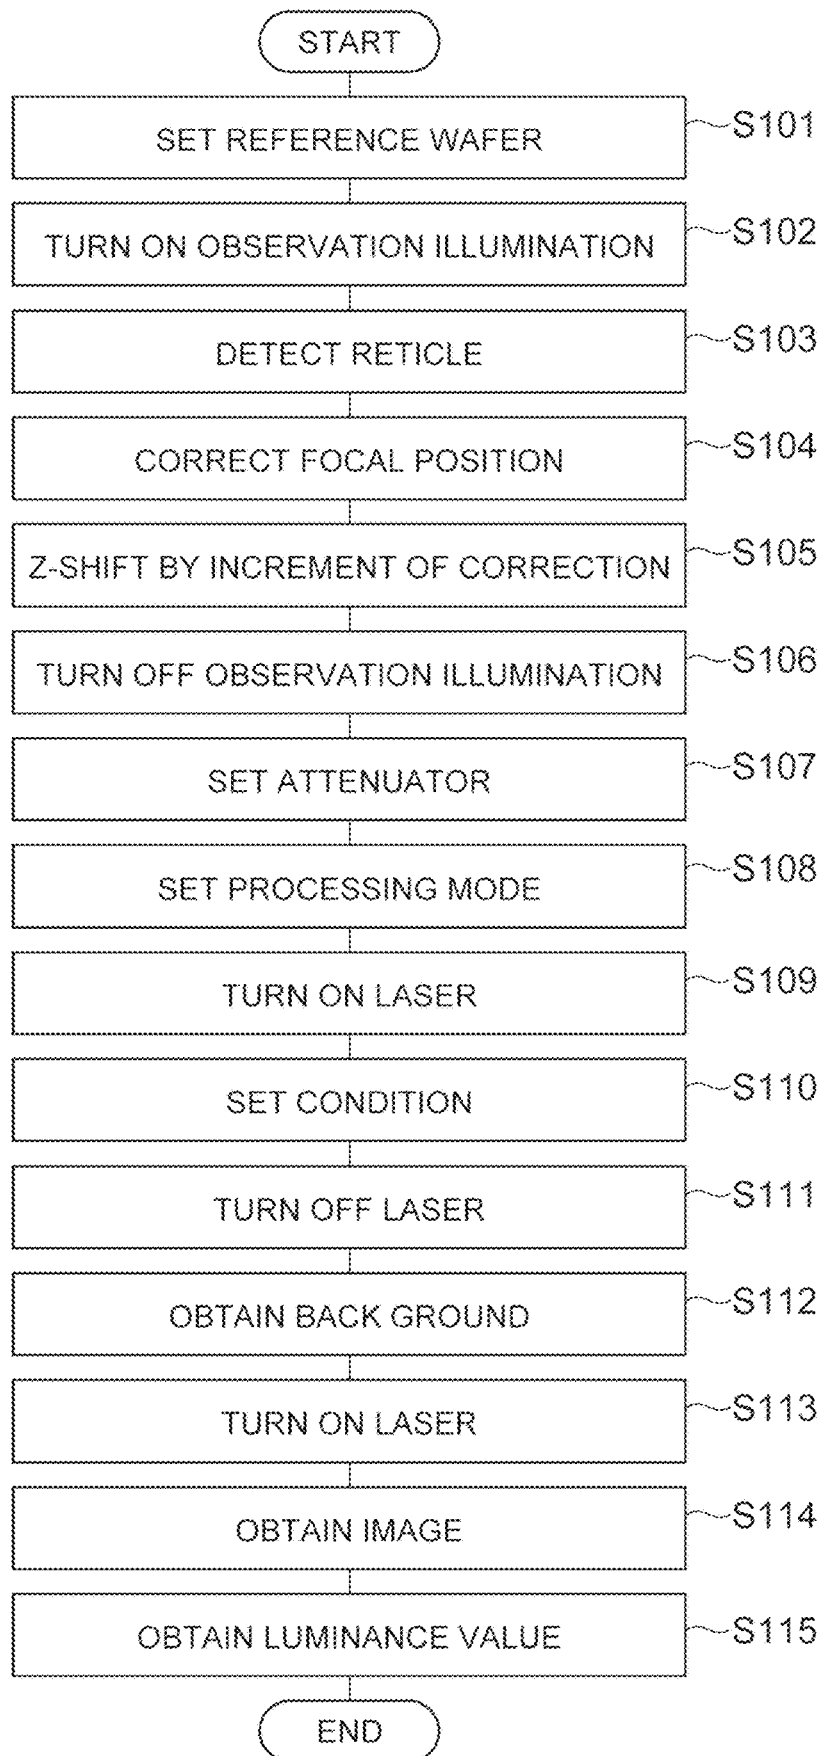 START
SET REFERENCE WAFER
S101
TURN ON OBSERVATION ILLUMINATION
S102
DETECT RETICLE
S103
CORRECT FOCAL POSITION
S104
Z-SHIFT BY INCREMENT OF CORRECTION
S105
TURN OFF OBSERVATION ILLUMINATION
S106
SET ATTENUATOR
S107
SET PROCESSING MODE
S108
TURN ON LASER
S109
SET CONDITION
S110
TURN OFF LASER
S111
OBTAIN BACK GROUND
S112
TURN ON LASER
S113
OBTAIN IMAGE
S114
OBTAIN LUMINANCE VALUE
S115
END